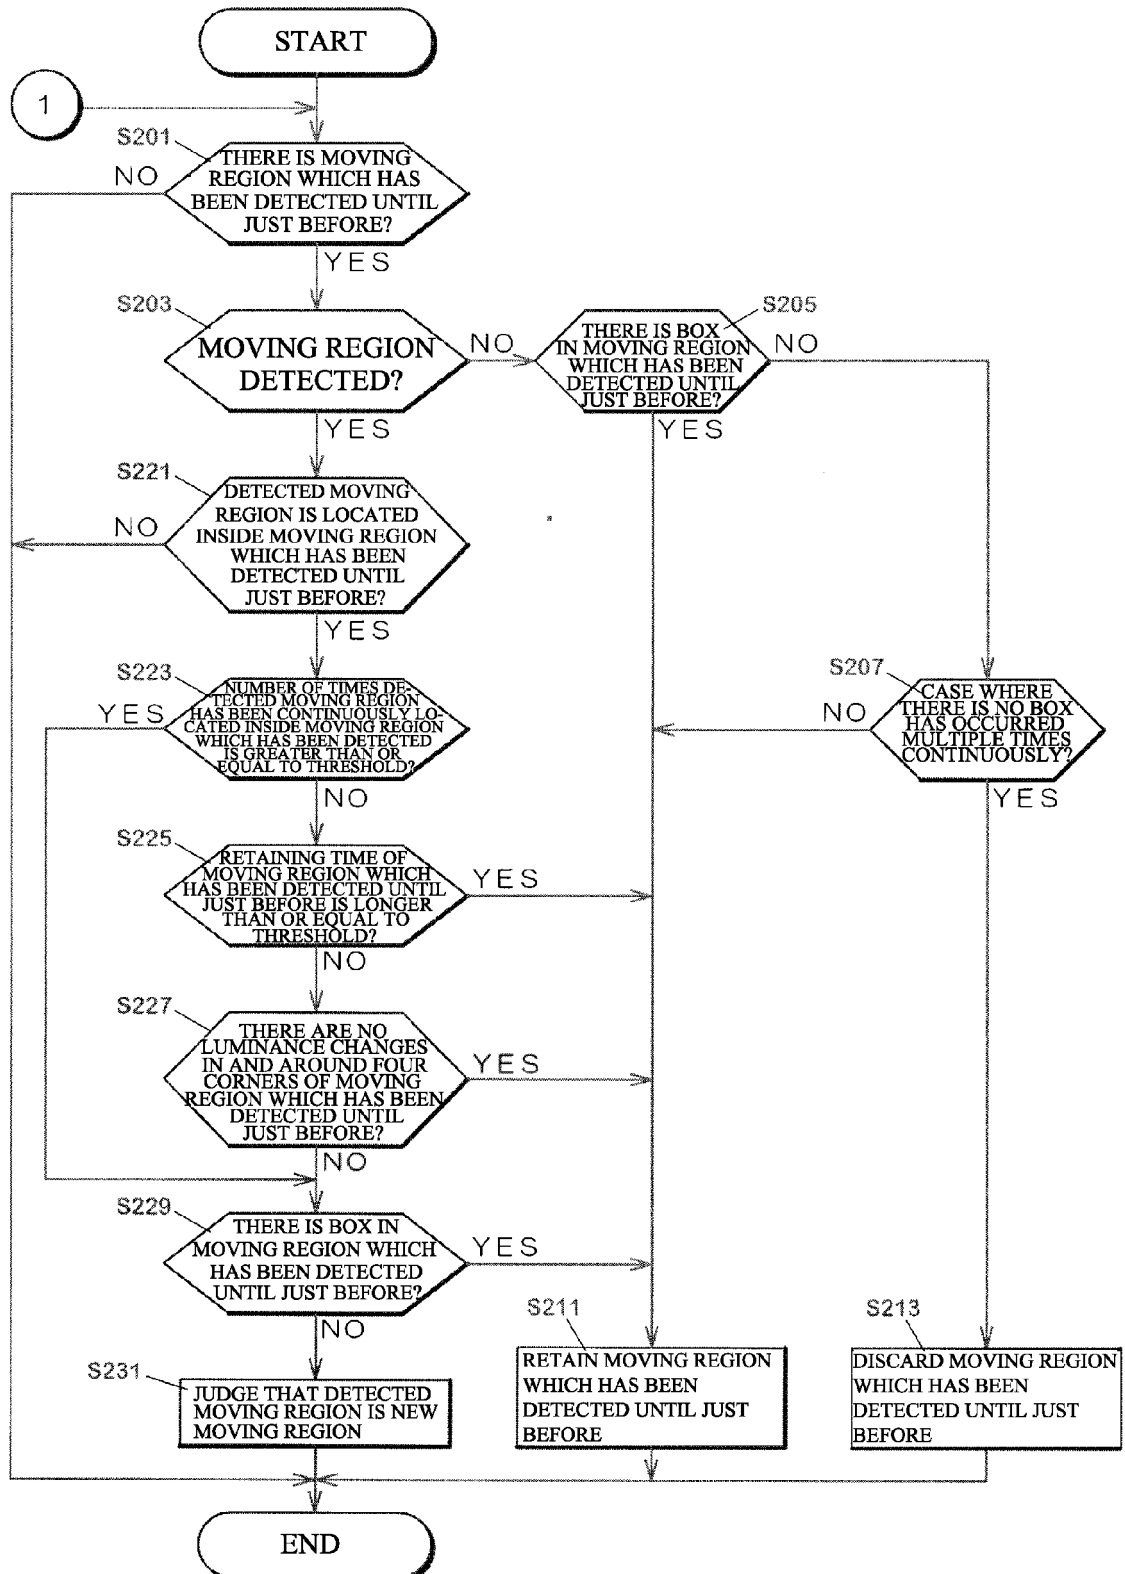 START
1
S201
NO
THERE IS MOVING
REGION WHICH HAS
BEEN DETECTED UNTIL
JUST BEFORE?
YES
S203
MOVING REGION
DETECTED?
NO
YES
S205
THERE IS BOX
IN MOVING REGION
WHICH HAS BEEN
DETECTED UNTIL
JUST BEFORE?
NO
YES
S221
NO
DETECTED MOVING
REGION IS LOCATED
INSIDE MOVING REGION
WHICH HAS BEEN
DETECTED UNTIL
JUST BEFORE?
YES
S223
YES
NUMBER OF TIMES DE-
TECTED MOVING REGION
HAS BEEN CONTINUOUSLY LO-
CATED INSIDE MOVING REGION
WHICH HAS BEEN DETECTED
IS GREATER THAN OR
EQUAL TO THRESHOLD?
NO
S207
NO
CASE WHERE
THERE IS NO BOX
HAS OCCURRED
MULTIPLE TIMES
CONTINUOUSLY?
YES
S225
RETAINING TIME OF
MOVING REGION WHICH
HAS BEEN DETECTED UNTIL
JUST BEFORE IS LONGER
THAN OR EQUAL TO
THRESHOLD?
YES
NO
S227
THERE ARE NO
LUMINANCE CHANGES
IN AND AROUND FOUR
CORNERS OF MOVING
REGION WHICH HAS BEEN
DETECTED UNTIL
JUST BEFORE?
YES
NO
S229
THERE IS BOX IN
MOVING REGION WHICH
HAS BEEN DETECTED
UNTIL JUST BEFORE?
YES
NO
S231
JUDGE THAT DETECTED
MOVING REGION IS NEW
MOVING REGION
S211
RETAIN MOVING REGION
WHICH HAS BEEN
DETECTED UNTIL JUST
BEFORE
S213
DISCARD MOVING REGION
WHICH HAS BEEN
DETECTED UNTIL JUST
BEFORE
END